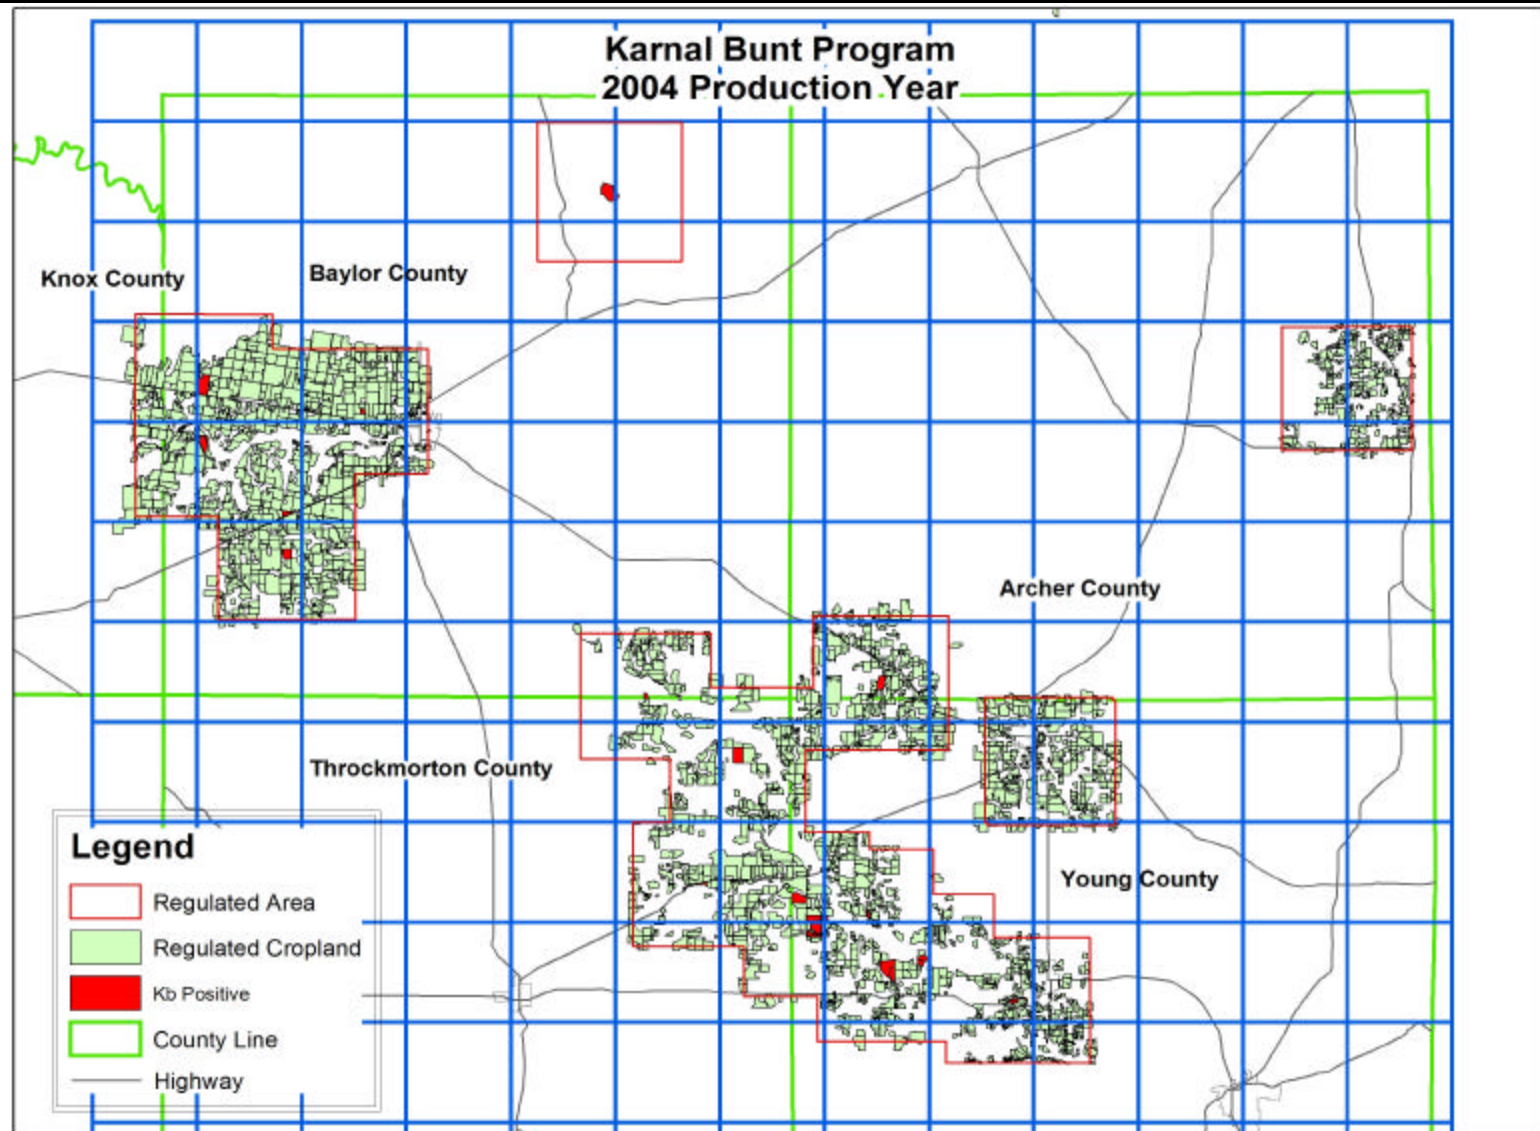 Karnal Bunt Program
2004 Production Year
Knox County
Baylor County
Archer County
Throckmorton County
Young County
Legend
Regulated Area
Regulated Cropland
Kb Positive
County Line
Highway